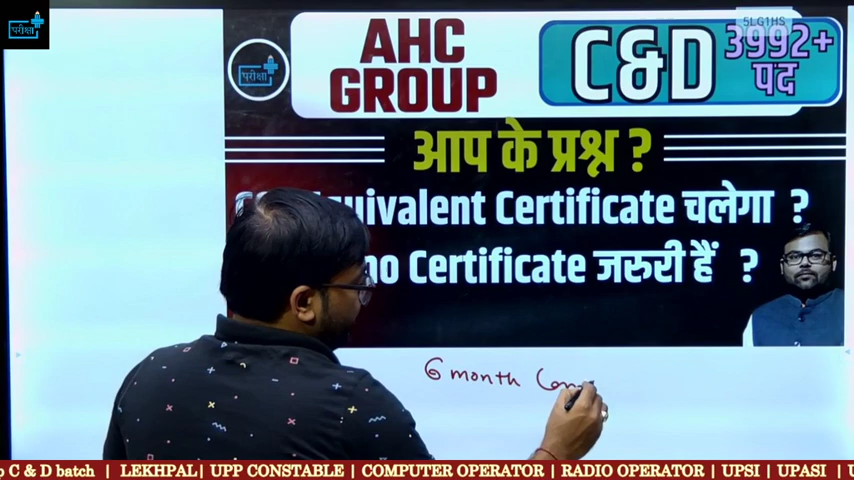 परीक्षा
5LG1HS
AHC
GROUP
C&D
3992+
पद
परीक्षा
आप के प्रश्न ?
Equivalent Certificate चलेगा ?
Certificate जरुरी हैं ?
6 month Com
C & D batch | LEKHPAL| UPP CONSTABLE | COMPUTER OPERATOR | RADIO OPERATOR | UPSI | UPASI |